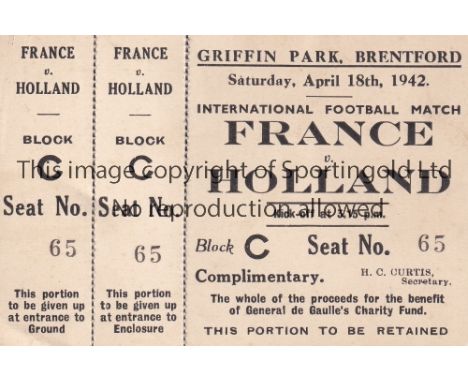 FRANCE
v.
HOLLAND
BLOCK
C
Seat No.
65
This portion
to be given up
at entrance to
Ground
FRANCE
v.
HOLLAND
BLOCK
C
Seat No.
65
This portion
to be given up
at entrance to
Enclosure
GRIFFIN PARK, BRENTFORD
Saturday, April 18th, 1942.
INTERNATIONAL FOOTBALL MATCH
FRANCE
v.
HOLLAND
Kick-off at 3.15 p.m.
Block C Seat No. 65
Complimentary. H. C. CURTIS,
Secretary.
The whole of the proceeds for the benefit
of General de Gaulle's Charity Fund.
THIS PORTION TO BE RETAINED
This image copyright of Sportingold Ltd
No reproduction allowed